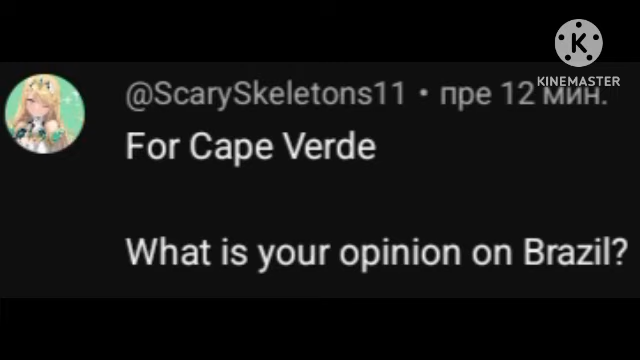 K
KINEMASTER
@ScarySkeletons11 • пре 12 мин.
For Cape Verde
What is your opinion on Brazil?